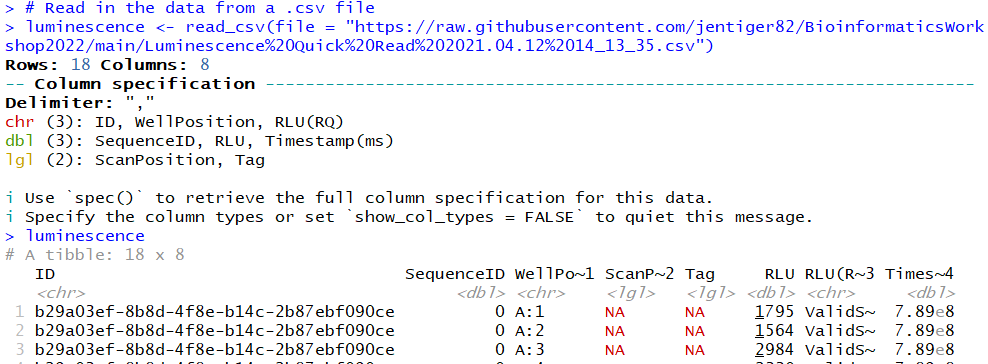 > # Read in the data from a .csv file
> luminescence <- read_csv(file = "https://raw.githubusercontent.com/jentiger82/BioinformaticsWork
shop2022/main/Luminescence%20Quick%20Read%202021.04.12%2014_13_35.csv")
Rows: 18 Columns: 8
-- Column specification ------------------------------------------------------------------------
Delimiter: ","
chr (3): ID, WellPosition, RLU(RQ)
dbl (3): SequenceID, RLU, Timestamp(ms)
lgl (2): ScanPosition, Tag

i Use `spec()` to retrieve the full column specification for this data.
i Specify the column types or set `show_col_types = FALSE` to quiet this message.
> luminescence
# A tibble: 18 x 8
ID SequenceID WellPo~1 ScanP~2 Tag RLU RLU(R~3 Times~4
<chr> <dbl> <chr> <lgl> <lgl> <dbl> <chr> <dbl>
1 b29a03ef-8b8d-4f8e-b14c-2b87ebf090ce 0 A:1 NA NA 1795 ValidS~ 7.89e8
2 b29a03ef-8b8d-4f8e-b14c-2b87ebf090ce 0 A:2 NA NA 1564 ValidS~ 7.89e8
3 b29a03ef-8b8d-4f8e-b14c-2b87ebf090ce 0 A:3 NA NA 2984 ValidS~ 7.89e8